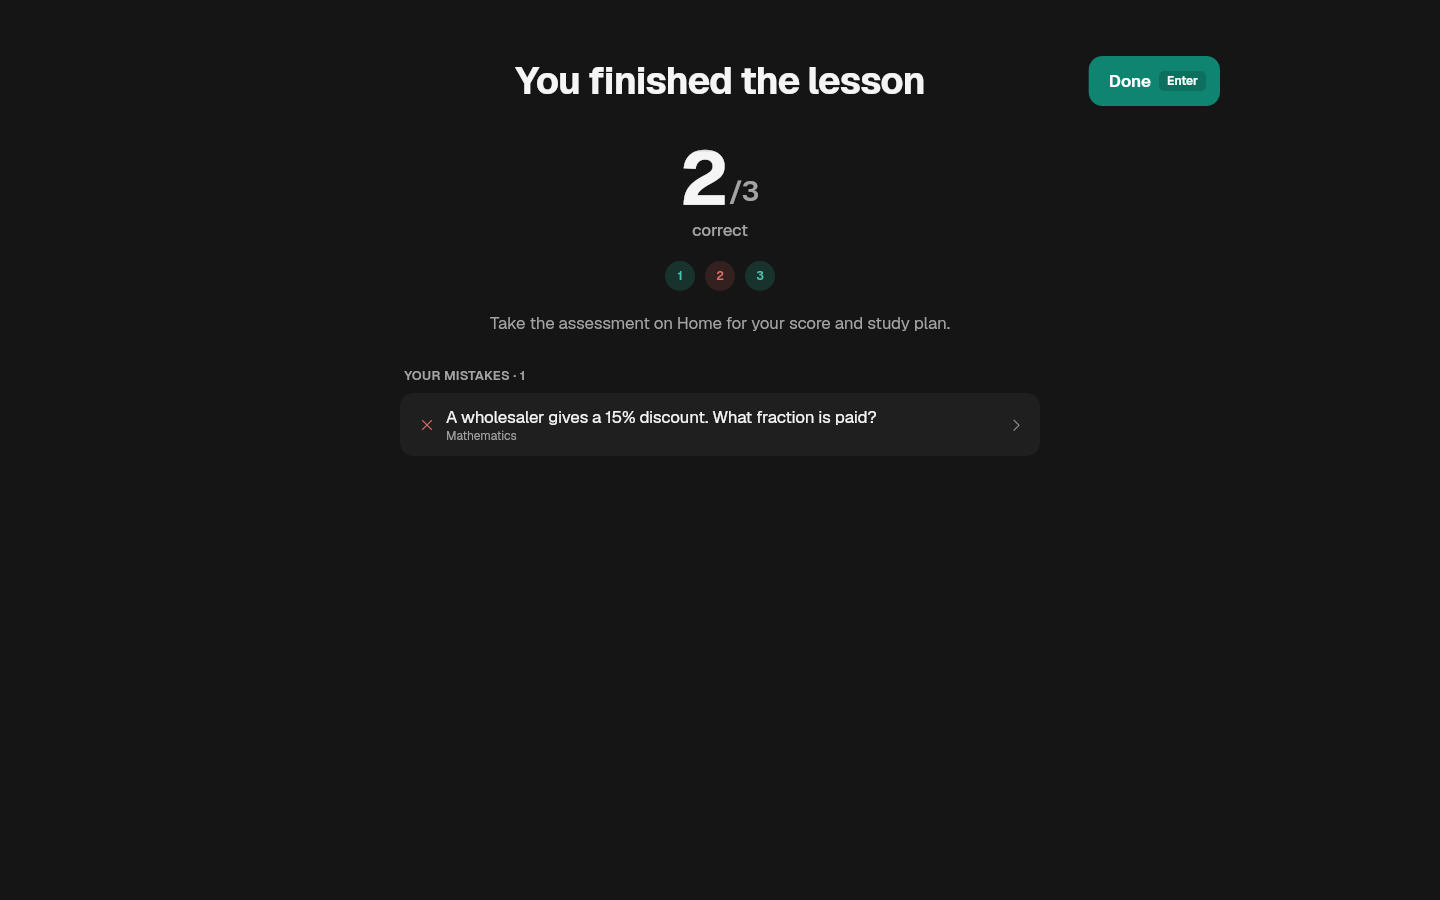 You finished the lesson
Done Enter
2/3
correct
1 2 3
Take the assessment on Home for your score and study plan.
YOUR MISTAKES · 1
A wholesaler gives a 15% discount. What fraction is paid?
Mathematics